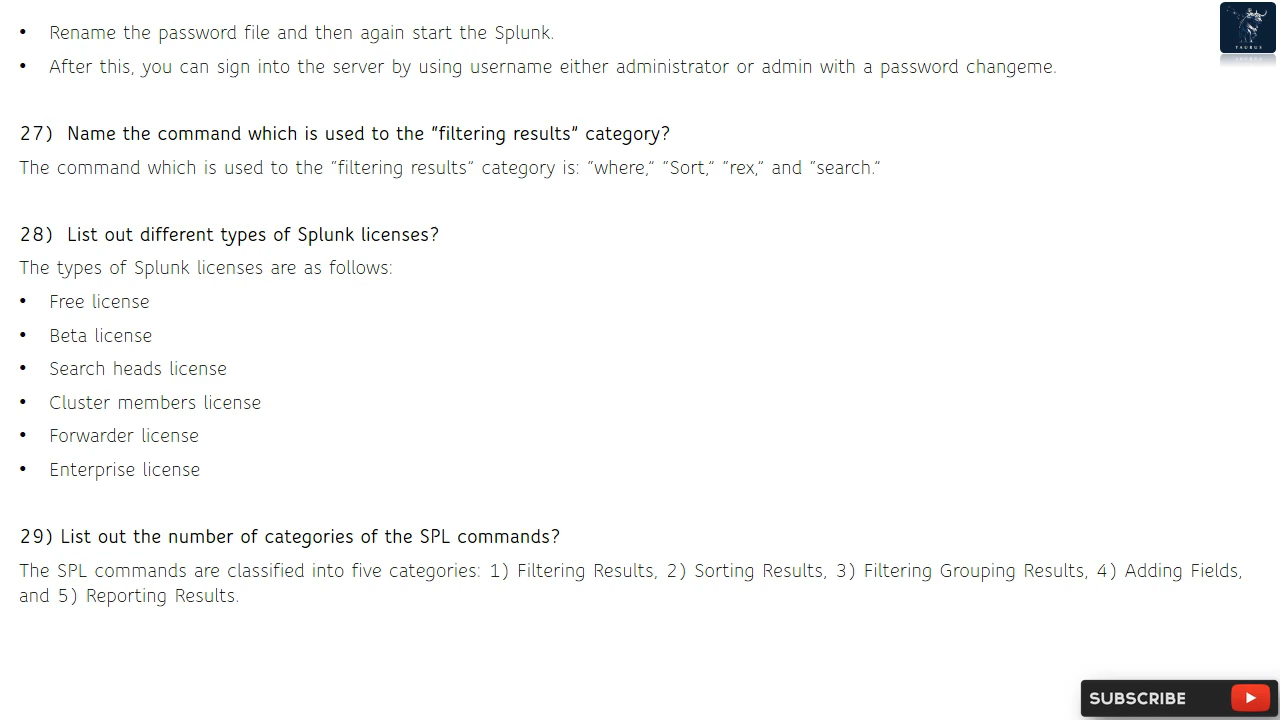 • Rename the password file and then again start the Splunk.
• After this, you can sign into the server by using username either administrator or admin with a password changeme.
27) Name the command which is used to the "filtering results" category?
The command which is used to the "filtering results" category is: "where," "Sort," "rex," and "search."
28) List out different types of Splunk licenses?
The types of Splunk licenses are as follows:
• Free license
• Beta license
• Search heads license
• Cluster members license
• Forwarder license
• Enterprise license
29) List out the number of categories of the SPL commands?
The SPL commands are classified into five categories: 1) Filtering Results, 2) Sorting Results, 3) Filtering Grouping Results, 4) Adding Fields,
and 5) Reporting Results.
TAURUS
SUBSCRIBE